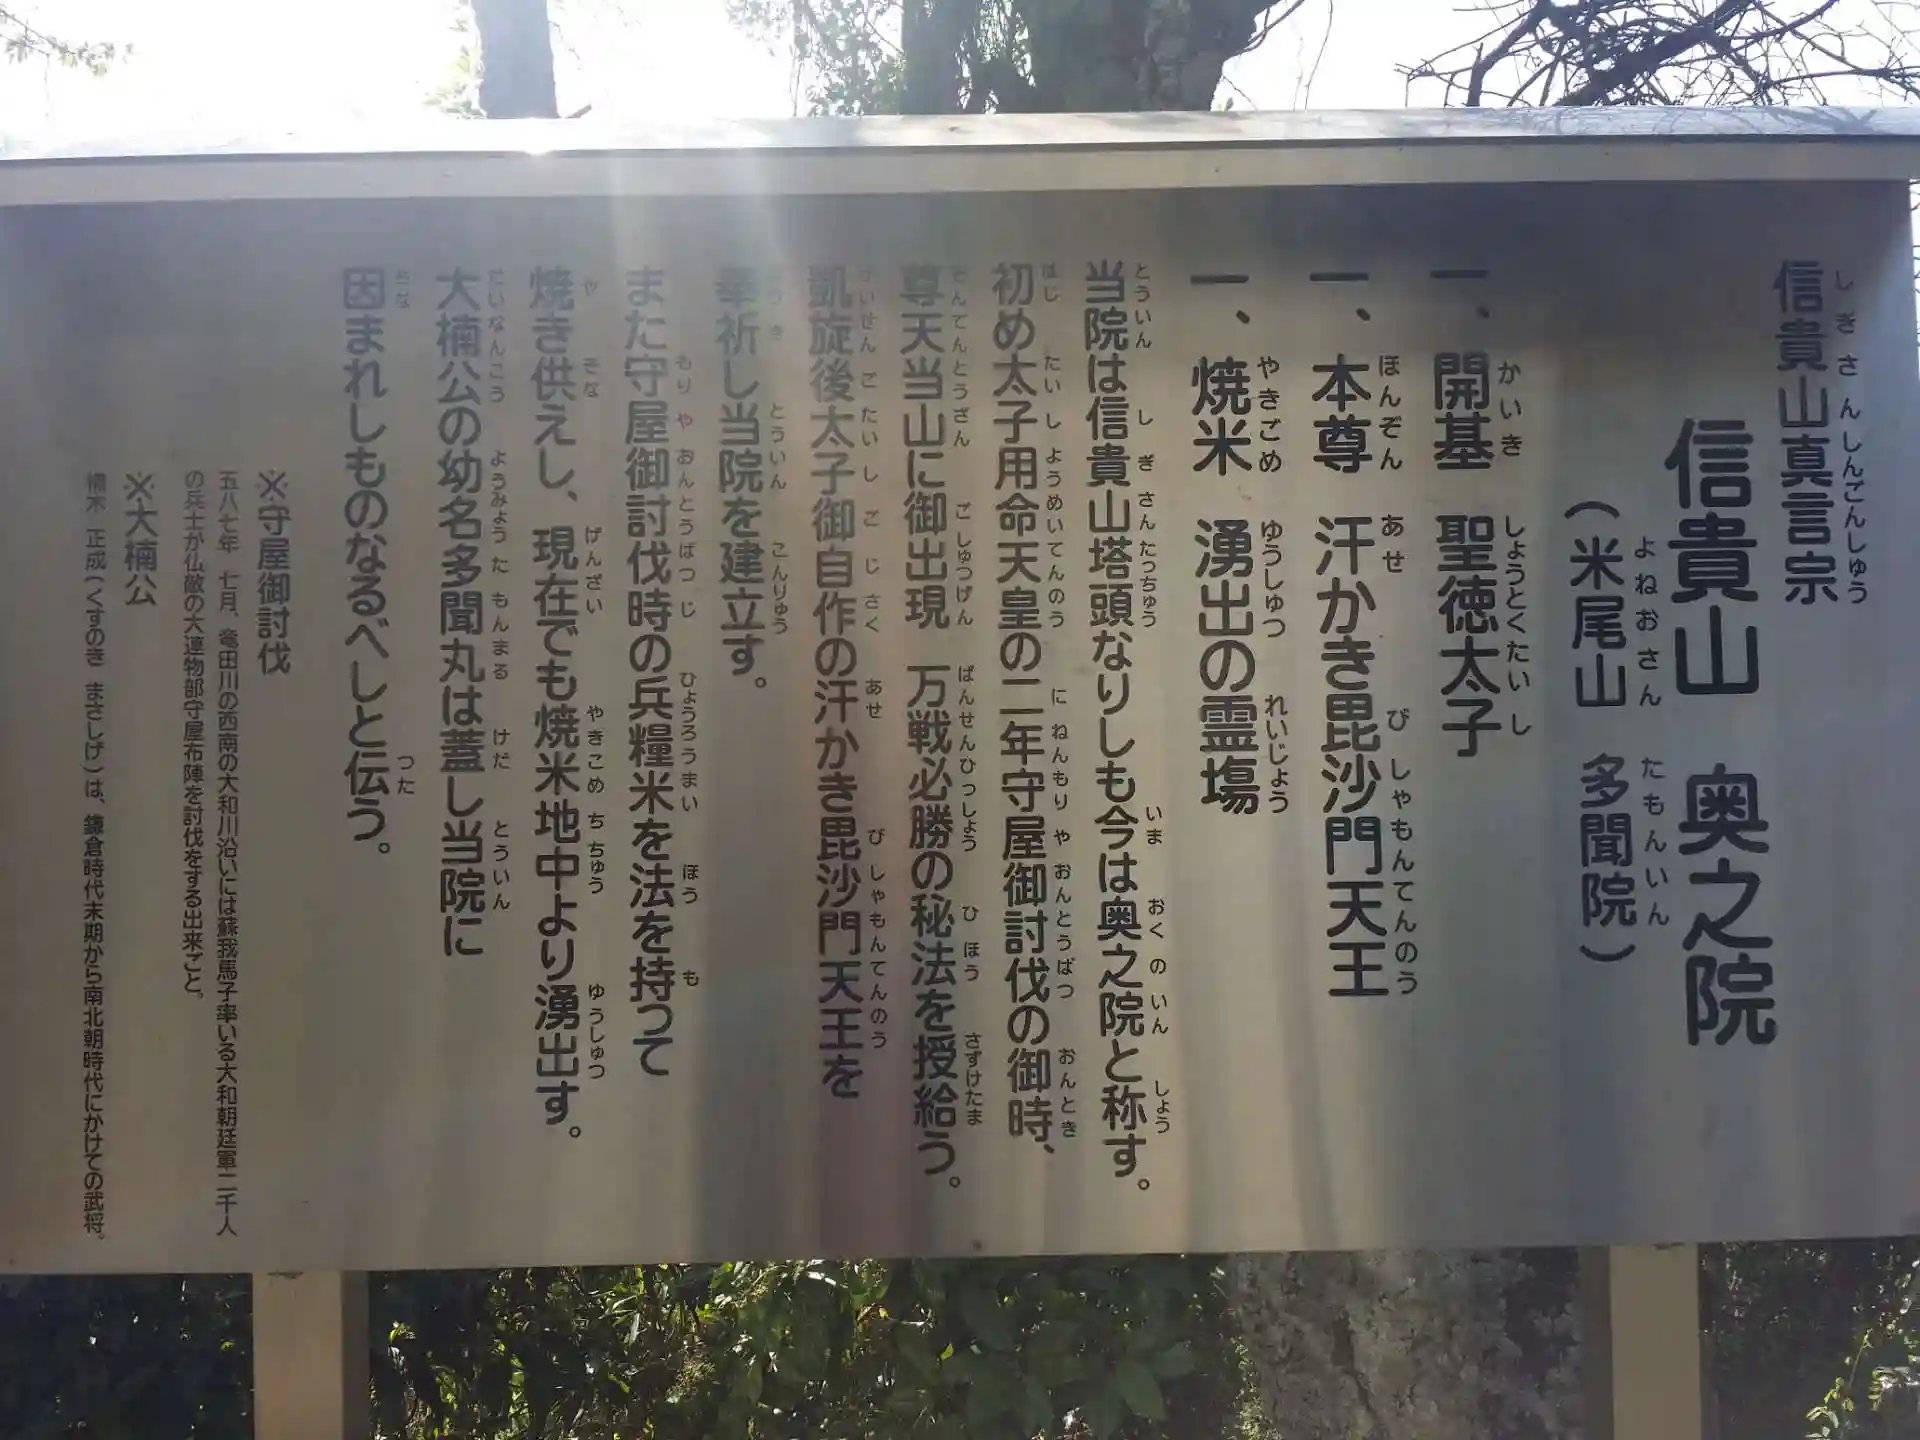 信貴山真言宗
信貴山 奥之院
(米尾山 多聞院)
一、開基 聖徳太子
一、本尊 汗かき毘沙門天王
一、焼米 湧出の霊場
当院は信貴山塔頭なりしも今は奥之院と称す。
初め太子用命天皇の二年守屋御討伐の御時、
尊天当山に御出現 万戦必勝の秘法を授給う。
凱旋後太子御自作の汗かき毘沙門天王を
奉祈し当院を建立す。
また守屋御討伐時の兵糧米を法を持って
焼き供えし、現在でも焼米地中より湧出す。
大楠公の幼名多聞丸は蓋し当院に
因まれしものなるべしと伝う。
※守屋御討伐
五八七年 七月、竜田川の西南の大和川沿いには蘇我馬子率いる大和朝廷軍二千人
の兵士が仏敵の大連物部守屋布陣を討伐をする出来ごと。
※大楠公
楠木 正成(くすのき まさしげ)は、鎌倉時代末期から南北朝時代にかけての武将。